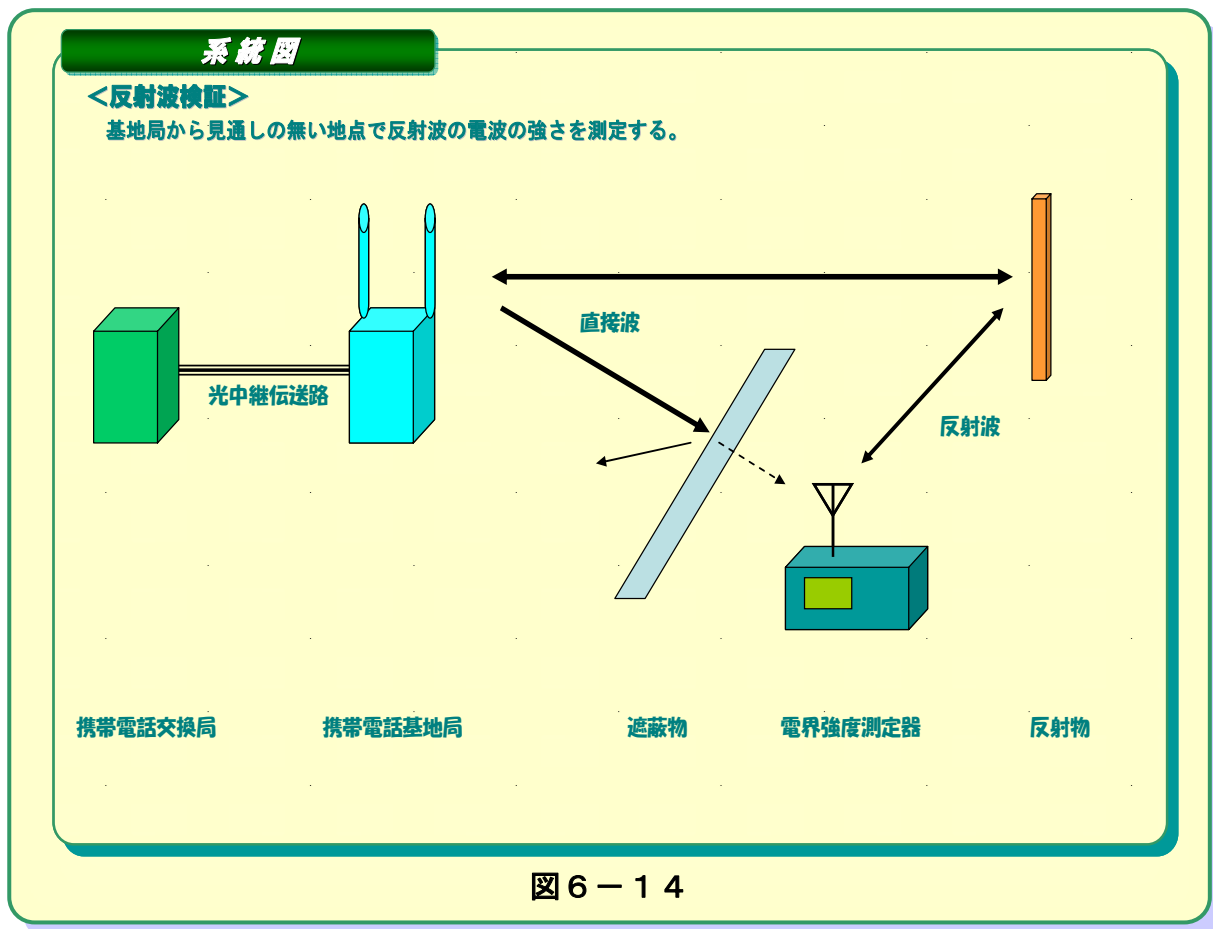 系統図
＜反射波検証＞
基地局から見通しの無い地点で反射波の電波の強さを測定する。
直接波
光中継伝送路
反射波
携帯電話交換局
携帯電話基地局
遮蔽物
電界強度測定器
反射物
図６－１４